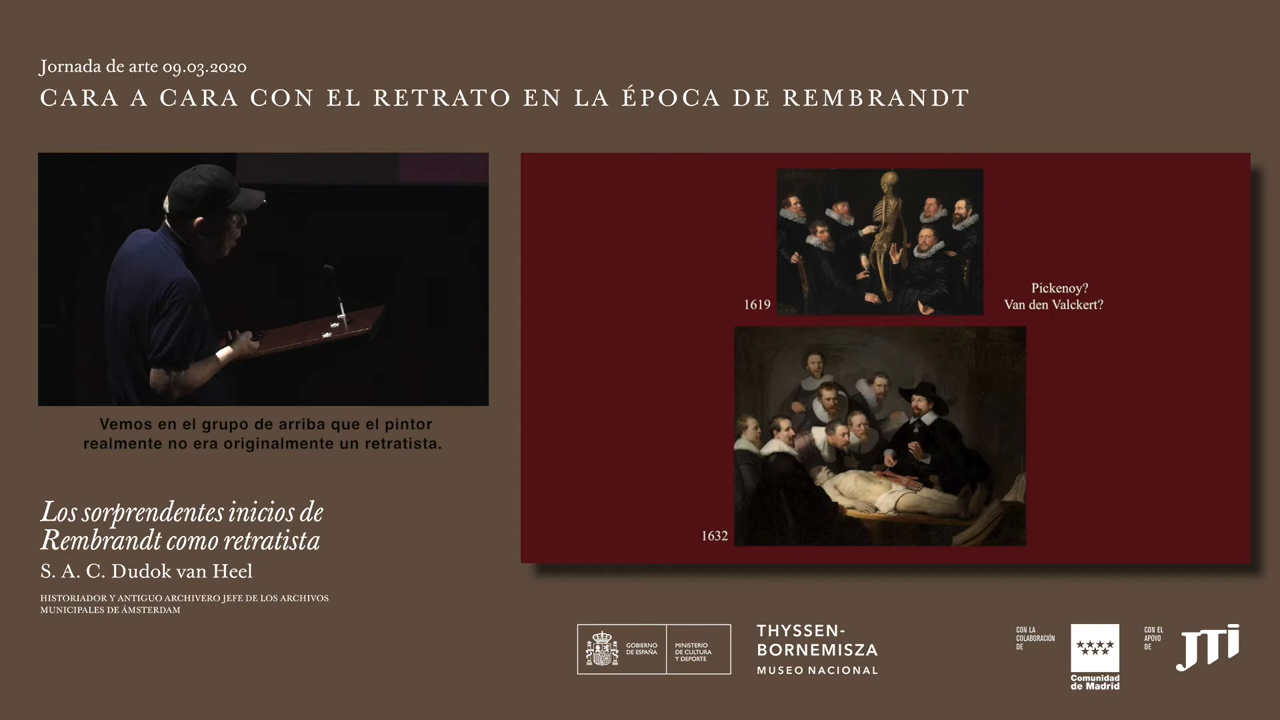 Jornada de arte 09.03.2020
CARA A CARA CON EL RETRATO EN LA ÉPOCA DE REMBRANDT
1619
Pickenoy?
Van den Valckert?
1632
Vemos en el grupo de arriba que el pintor
realmente no era originalmente un retratista.
Los sorprendentes inicios de
Rembrandt como retratista
S. A. C. Dudok van Heel
HISTORIADOR Y ANTIGUO ARCHIVERO JEFE DE LOS ARCHIVOS
MUNICIPALES DE ÁMSTERDAM
GOBIERNO
DE ESPAÑA
MINISTERIO
DE CULTURA
Y DEPORTE
THYSSEN-
BORNEMISZA
MUSEO NACIONAL
CON LA
COLABORACIÓN
DE
Comunidad
de Madrid
CON EL
APOYO
DE
JTI